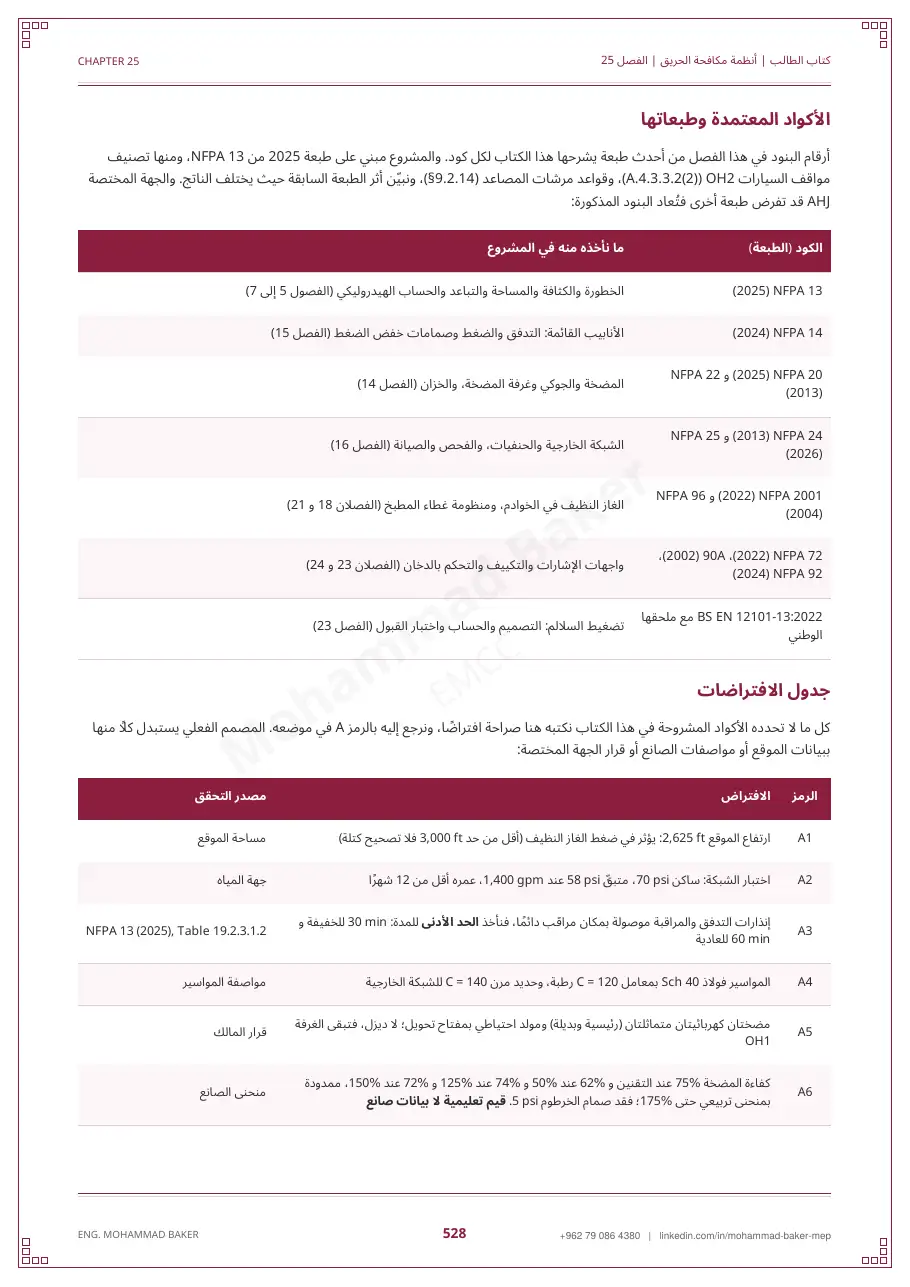 كتاب الطالب | أنظمة مكافحة الحريق | الفصل 25
CHAPTER 25
الأكواد المعتمدة وطبعاتها
أرقام البنود في هذا الفصل من أحدث طبعة يشرحها هذا الكتاب لكل كود. والمشروع مبني على طبعة 2025 من NFPA 13، ومنها تصنيف
مواقف السيارات OH2 (A.4.3.3.2(2))، وقواعد مرشات المصاعد (§9.2.14)، ونبيّن أثر الطبعة السابقة حيث يختلف الناتج. والجهة المختصة
AHJ قد تفرض طبعة أخرى فتُعاد البنود المذكورة:
الكود (الطبعة) ما نأخذه منه في المشروع
NFPA 13 (2025) الخطورة والكثافة والمساحة والتباعد والحساب الهيدروليكي (الفصول 5 إلى 7)
NFPA 14 (2024) الأنابيب القائمة: التدفق والضغط وصمامات خفض الضغط (الفصل 15)
NFPA 20 (2025) و NFPA 22
(2013)
المضخة والجوكي وغرفة المضخة، والخزان (الفصل 14)
NFPA 24 (2013) و NFPA 25
(2026)
الشبكة الخارجية والحنفيات، والفحص والصيانة (الفصل 16)
NFPA 2001 (2022) و NFPA 96
(2004)
الغاز النظيف في الخوادم، ومنظومة غطاء المطبخ (الفصلان 18 و 21)
NFPA 72 (2022)، 90A (2002)،
NFPA 92 (2024)
واجهات الإشارات والتكييف والتحكم بالدخان (الفصلان 23 و 24)
BS EN 12101-13:2022 مع ملحقها
الوطني
تضغيط السلالم: التصميم والحساب واختبار القبول (الفصل 23)
جدول الافتراضات
كل ما لا تحدده الأكواد المشروحة في هذا الكتاب نكتبه هنا صراحة افتراضًا، ونرجع إليه بالرمز A في موضعه. المصمم الفعلي يستبدل كلًا منها
ببيانات الموقع أو مواصفات الصانع أو قرار الجهة المختصة:
الرمز الافتراض مصدر التحقق
A1 ارتفاع الموقع 2,625 ft: يؤثر في ضغط الغاز النظيف (أقل من حد 3,000 ft فلا تصحيح كتلة) مساحة الموقع
A2 اختبار الشبكة: ساكن 70 psi، متبقّ 58 psi عند 1,400 gpm، عمره أقل من 12 شهرًا جهة المياه
A3 إنذارات التدفق والمراقبة موصولة بمكان مراقَب دائمًا، فنأخذ الحد الأدنى للمدة: 30 min للخفيفة و
60 min للعادية
NFPA 13 (2025), Table 19.2.3.1.2
A4 المواسير فولاذ Sch 40 بمعامل C = 120 رطبة، وحديد مرن C = 140 للشبكة الخارجية مواصفة المواسير
A5 مضختان كهربائيتان متماثلتان (رئيسية وبديلة) ومولد احتياطي بمفتاح تحويل؛ لا ديزل، فتبقى الغرفة
OH1
قرار المالك
A6 كفاءة المضخة 75% عند التقنين و 62% عند 50% و 74% عند 125% و 72% عند 150%، ممدودة
بمنحنى تربيعي حتى 175%؛ فقد صمام الخرطوم 5 psi. قيم تعليمية لا بيانات صانع
منحنى الصانع
Mohammad Baker
EMCC
ENG. MOHAMMAD BAKER
528
+962 79 086 4380 | linkedin.com/in/mohammad-baker-mep